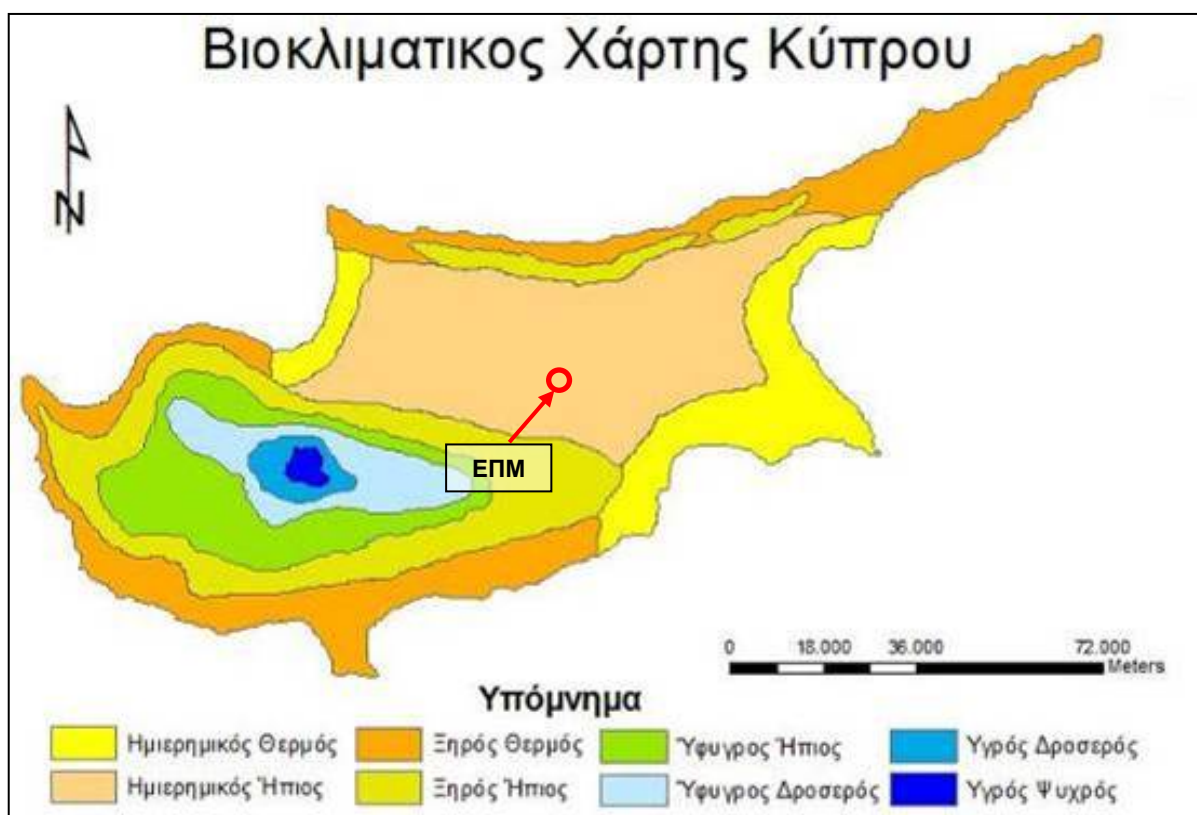 Βιοκλιματικος Χάρτης Κύπρου
N
ΕΠΜ
0 18.000 36.000 72.000
Meters
Υπόμνημα
Ημιερημικός Θερμός Ξηρός Θερμός Ύφυγρος Ήπιος Υγρός Δροσερός
Ημιερημικός Ήπιος Ξηρός Ήπιος Ύφυγρος Δροσερός Υγρός Ψυχρός